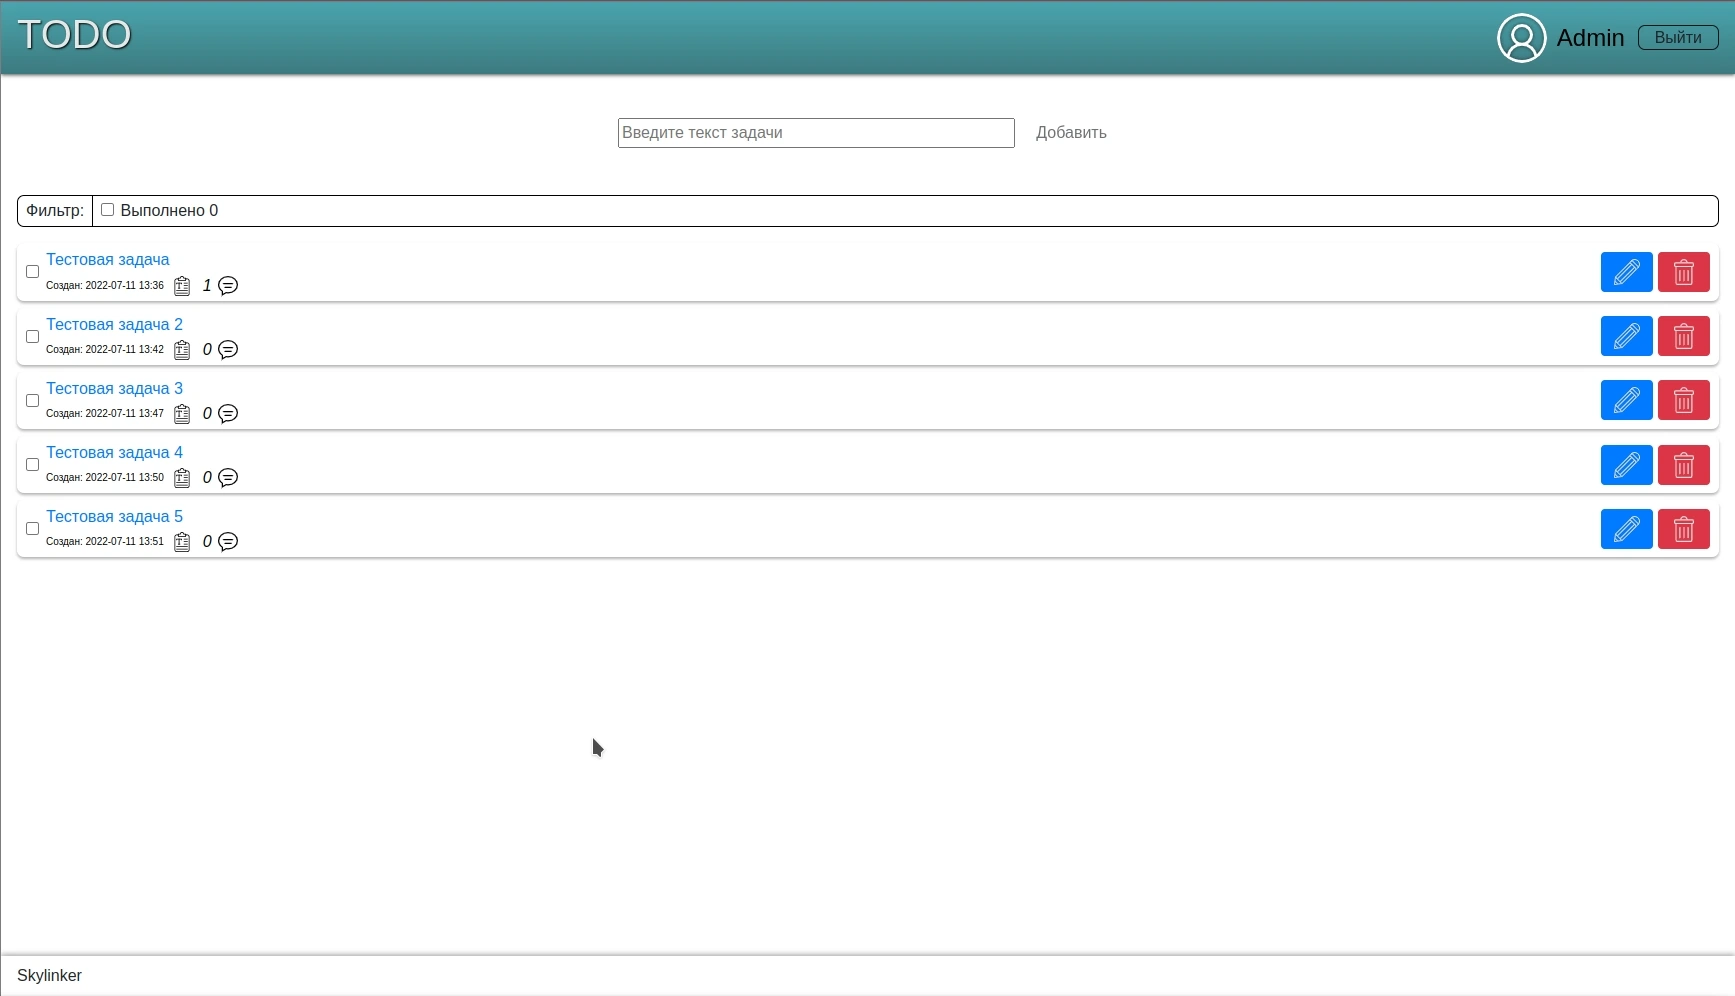 TODO
Admin
Выйти
Введите текст задачи
Добавить
Фильтр:
Выполнено 0
Тестовая задача
Создан: 2022-07-11 13:36
1
Тестовая задача 2
Создан: 2022-07-11 13:42
0
Тестовая задача 3
Создан: 2022-07-11 13:47
0
Тестовая задача 4
Создан: 2022-07-11 13:50
0
Тестовая задача 5
Создан: 2022-07-11 13:51
0
Skylinker